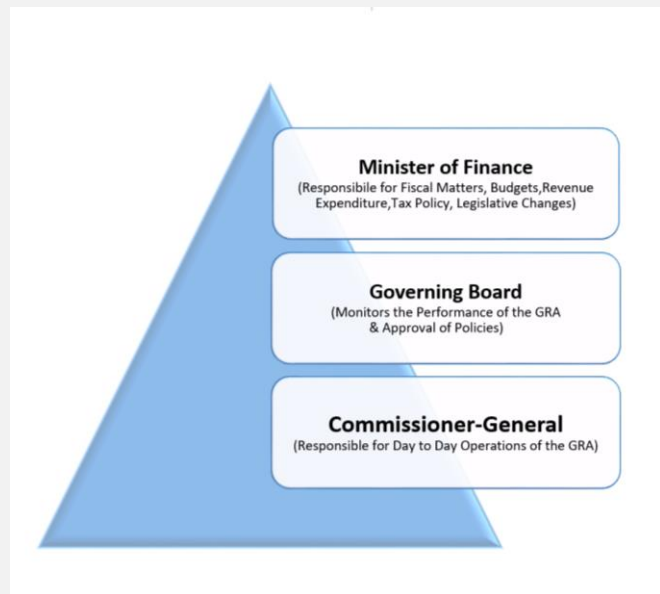 Minister of Finance
(Responsibile for Fiscal Matters, Budgets,Revenue
Expenditure,Tax Policy, Legislative Changes)
Governing Board
(Monitors the Performance of the GRA
& Approval of Policies)
Commissioner-General
(Responsible for Day to Day Operations of the GRA)